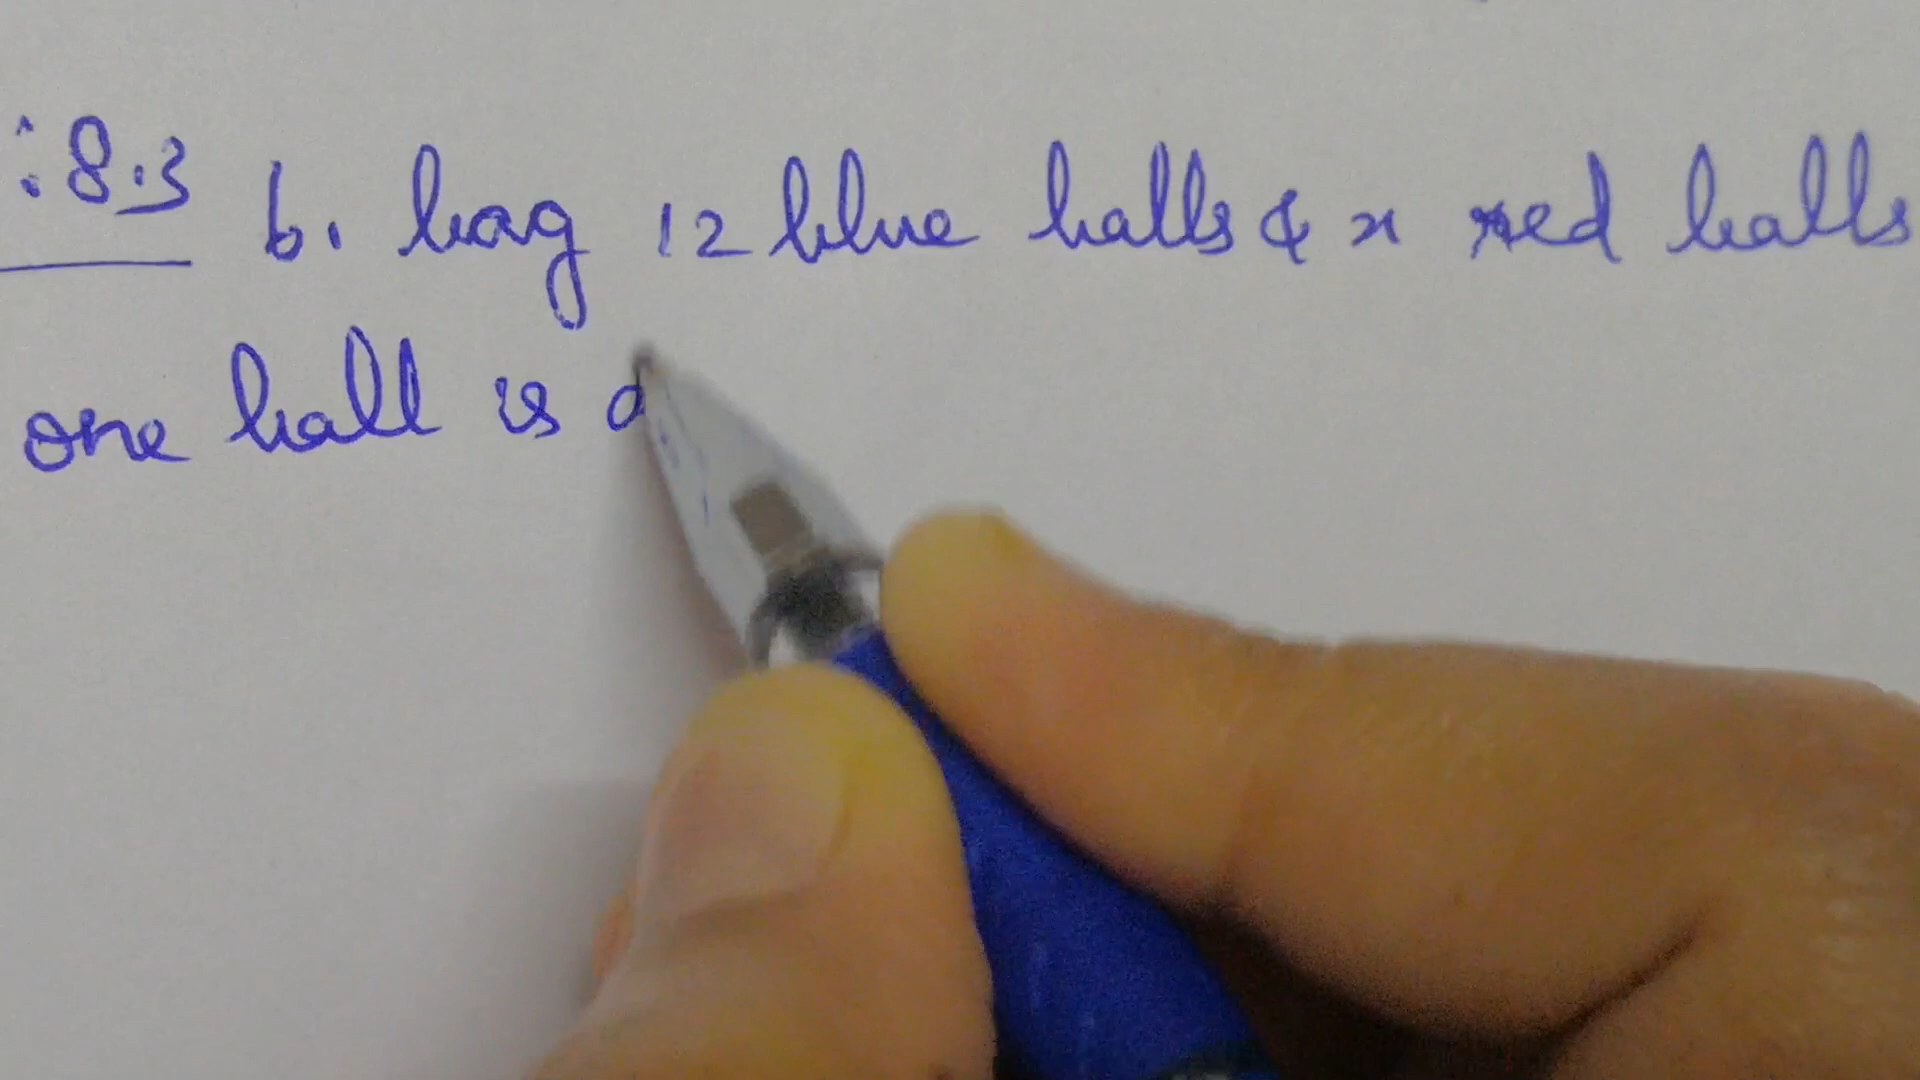 : 8.3 6. bag 12 blue balls & x red balls
one ball is d